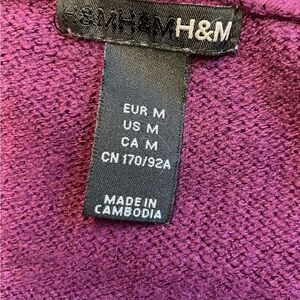 H&MH&MH&M
EUR M
US M
CA M
CN 170/92A
MADE IN
CAMBODIA